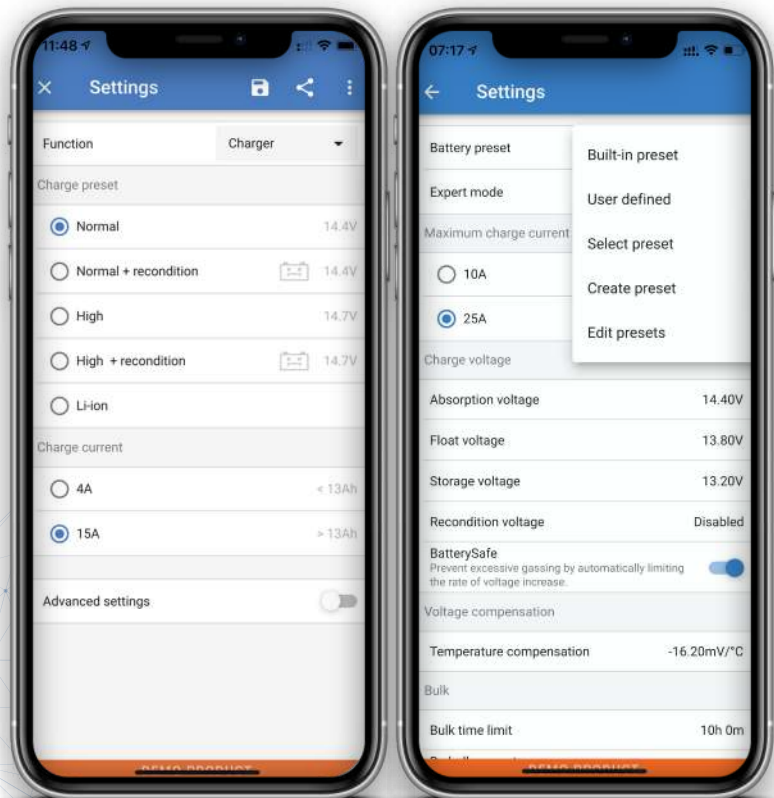 11:48
Settings
Function
Charger
Charge preset
Normal
14.4V
Normal + recondition
14.4V
High
14.7V
High + recondition
14.7V
Li-ion
Charge current
4A
< 13Ah
15A
> 13Ah
Advanced settings
DEMO PRODUCT
07:17
Settings
Battery preset
Built-in preset
User defined
Select preset
Create preset
Edit presets
Expert mode
Maximum charge current
10A
25A
Charge voltage
Absorption voltage
14.40V
Float voltage
13.80V
Storage voltage
13.20V
Recondition voltage
Disabled
BatterySafe
Prevent excessive gassing by automatically limiting
the rate of voltage increase.
Voltage compensation
Temperature compensation
-16.20mV/°C
Bulk
Bulk time limit
10h 0m
DEMO PRODUCT